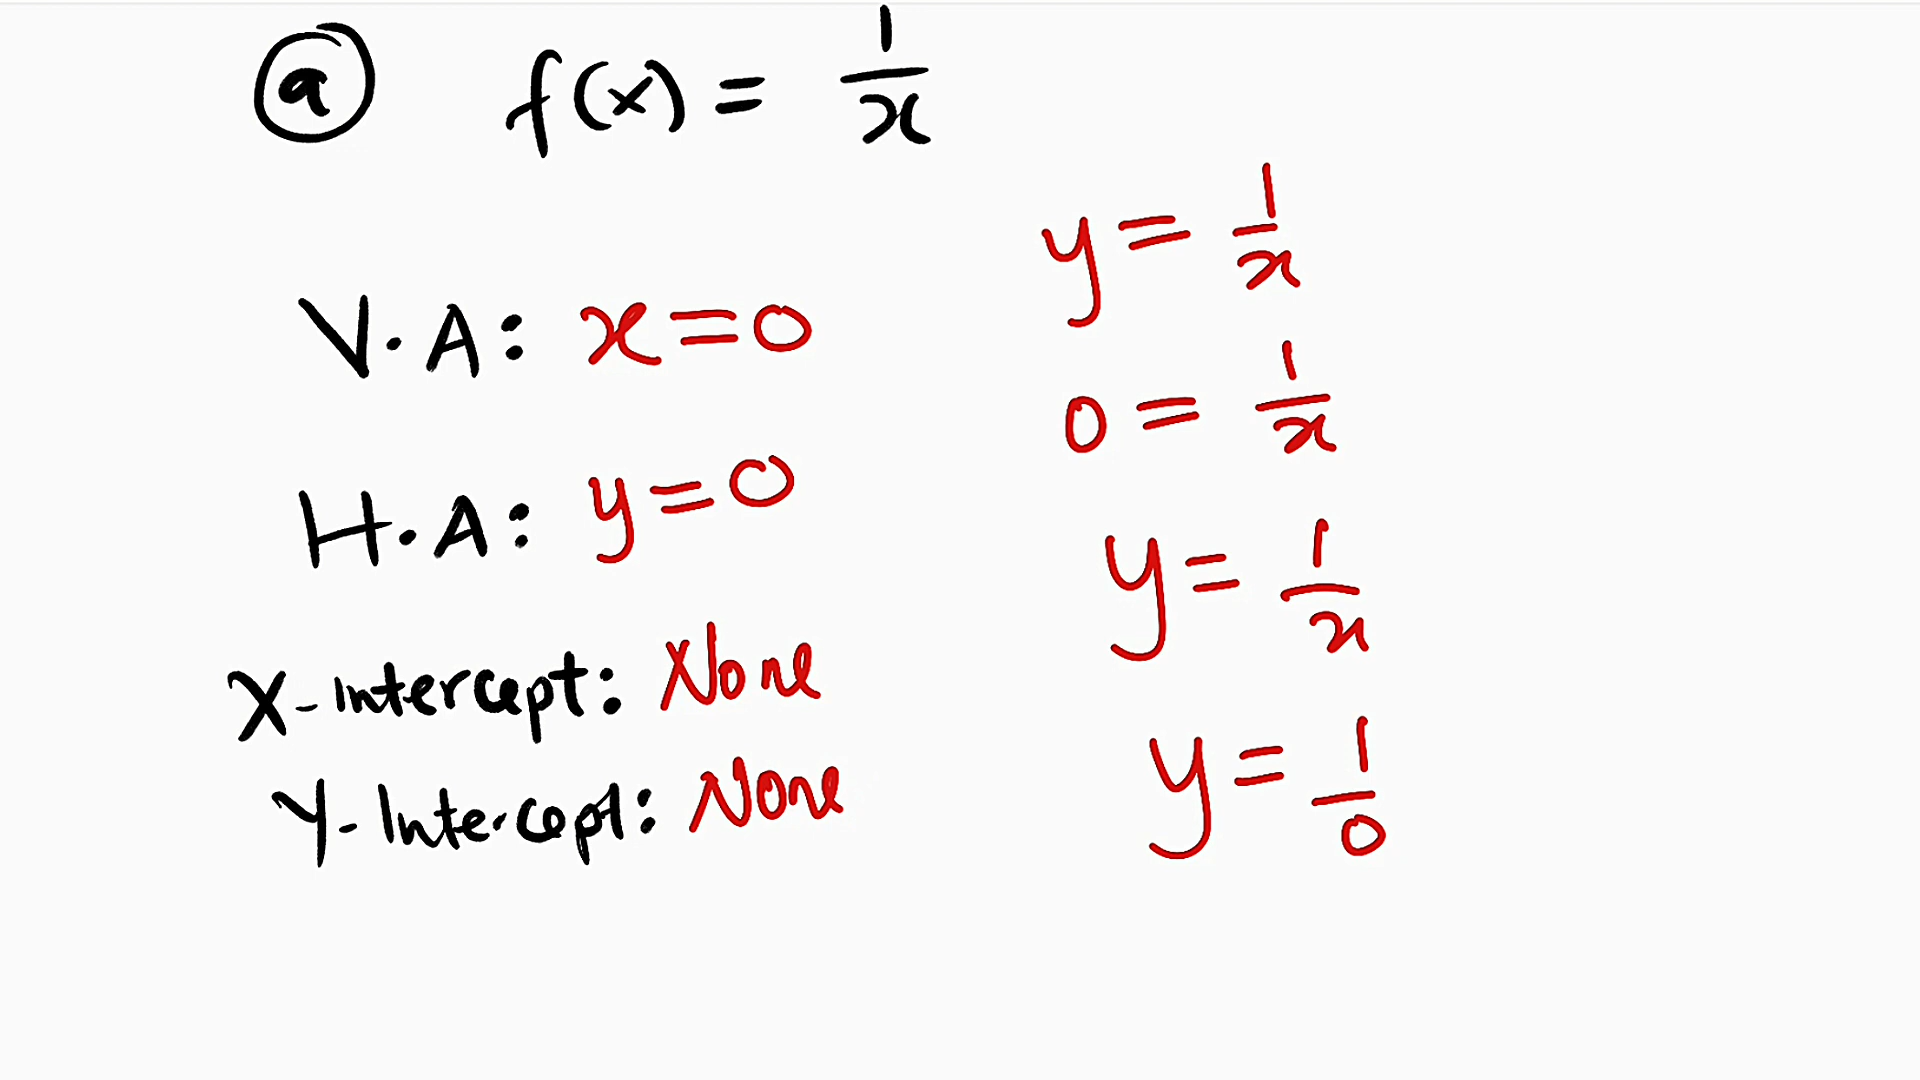 ⓐ f(x) = 1/x
V.A: x=0
H.A: y=0
X-intercept: None
Y-Intercept: None
y = 1/x
0 = 1/x
y = 1/x
y = 1/0